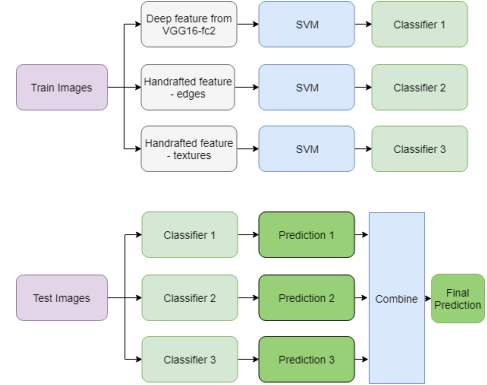 Deep feature from
VGG16-fc2
SVM
Classifier 1
Train Images
Handrafted feature
- edges
SVM
Classifier 2
Handrafted feature
- textures
SVM
Classifier 3
Classifier 1
Prediction 1
Test Images
Classifier 2
Prediction 2
Combine
Final
Prediction
Classifier 3
Prediction 3